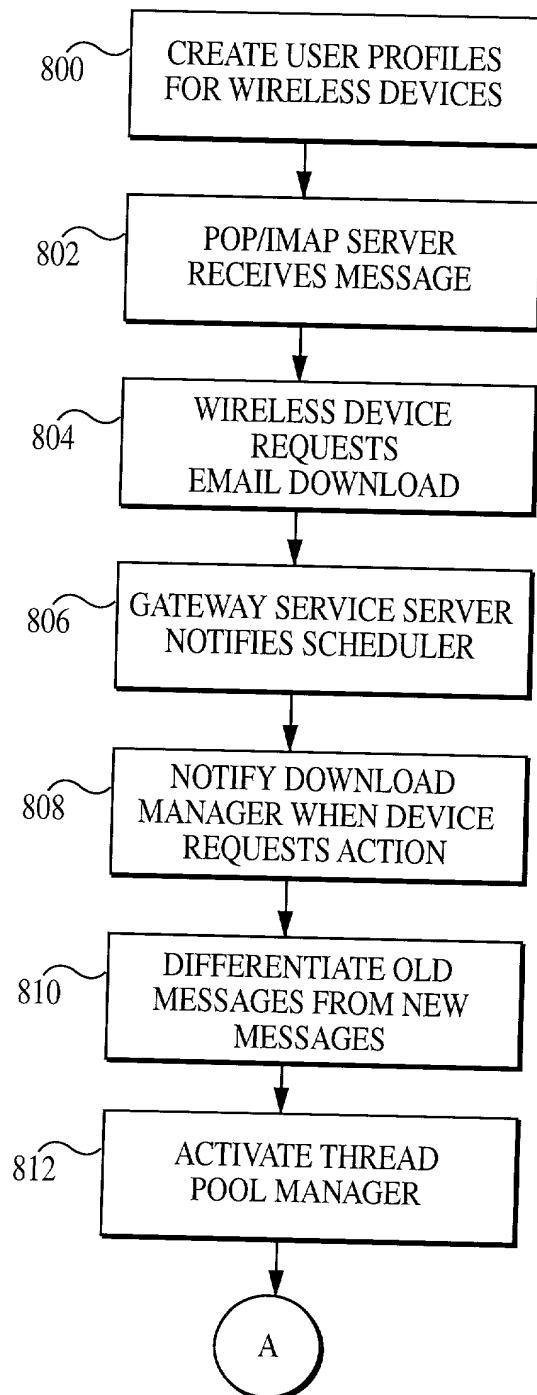 800
CREATE USER PROFILES
FOR WIRELESS DEVICES
802
POP/IMAP SERVER
RECEIVES MESSAGE
804
WIRELESS DEVICE
REQUESTS
EMAIL DOWNLOAD
806
GATEWAY SERVICE SERVER
NOTIFIES SCHEDULER
808
NOTIFY DOWNLOAD
MANAGER WHEN DEVICE
REQUESTS ACTION
810
DIFFERENTIATE OLD
MESSAGES FROM NEW
MESSAGES
812
ACTIVATE THREAD
POOL MANAGER
A